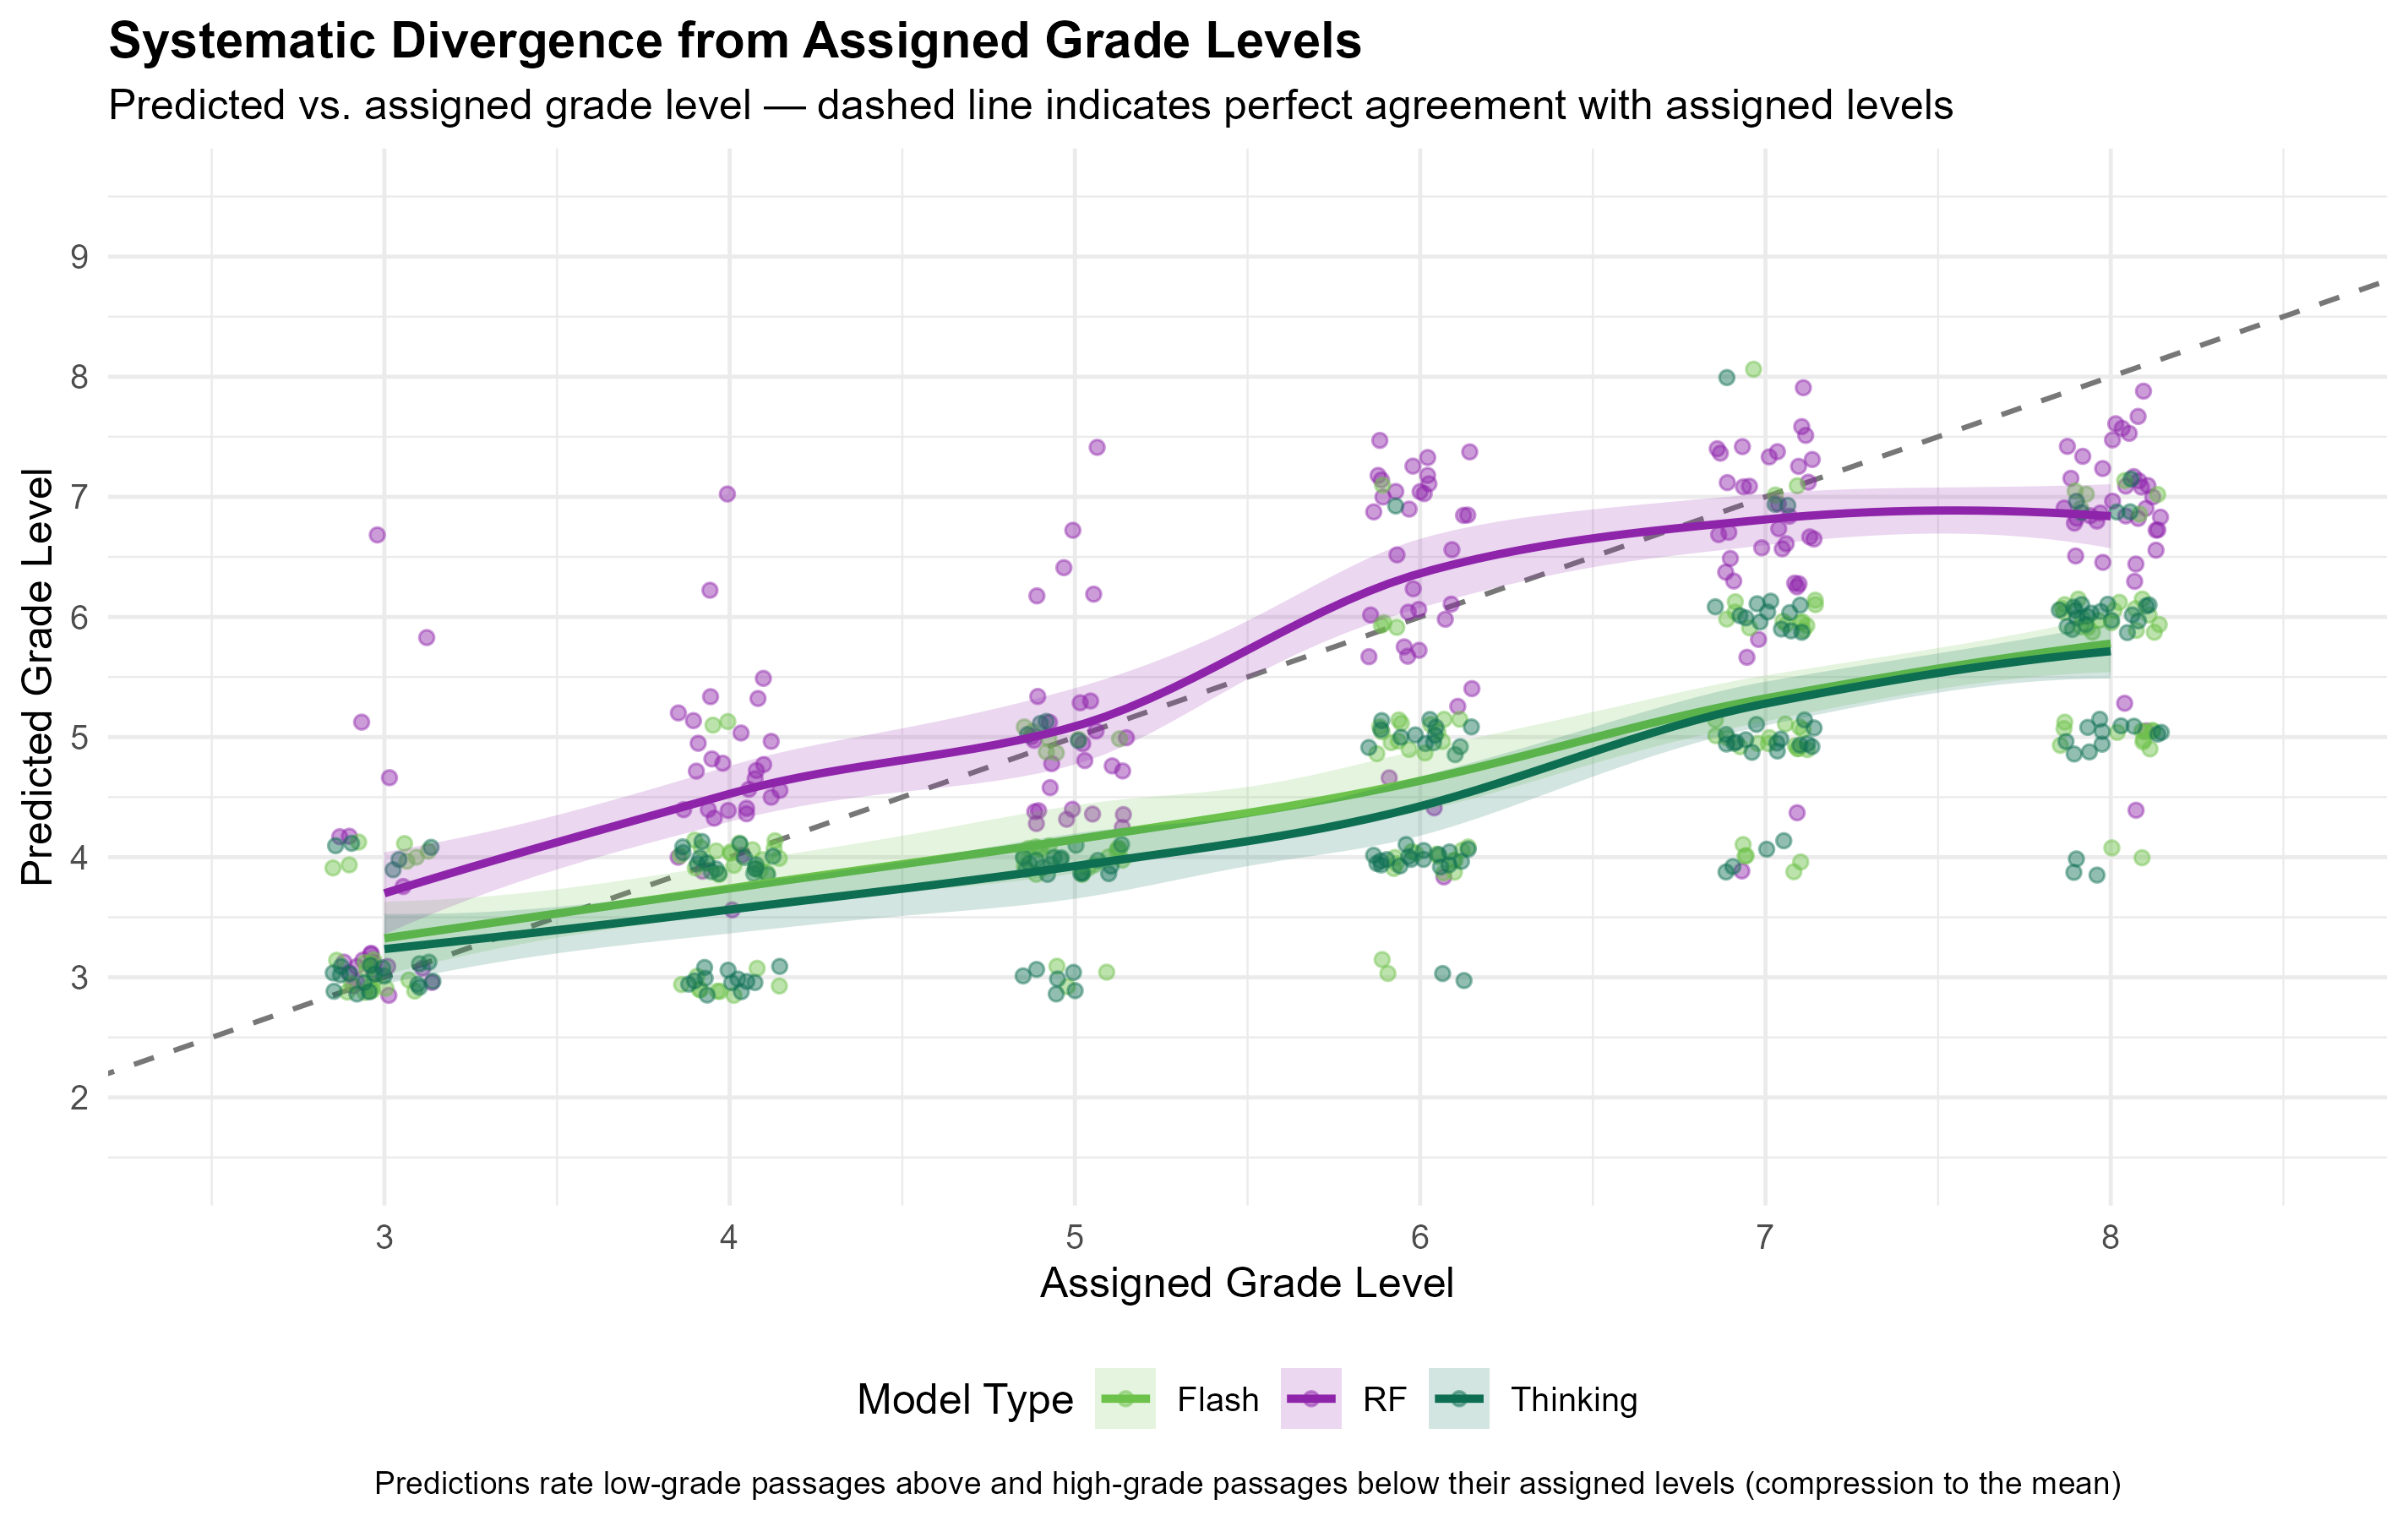 Systematic Divergence from Assigned Grade Levels
Predicted vs. assigned grade level — dashed line indicates perfect agreement with assigned levels
Predicted Grade Level
9
8
7
6
5
4
3
2
3 4 5 6 7 8
Assigned Grade Level
Model Type Flash RF Thinking
Predictions rate low-grade passages above and high-grade passages below their assigned levels (compression to the mean)